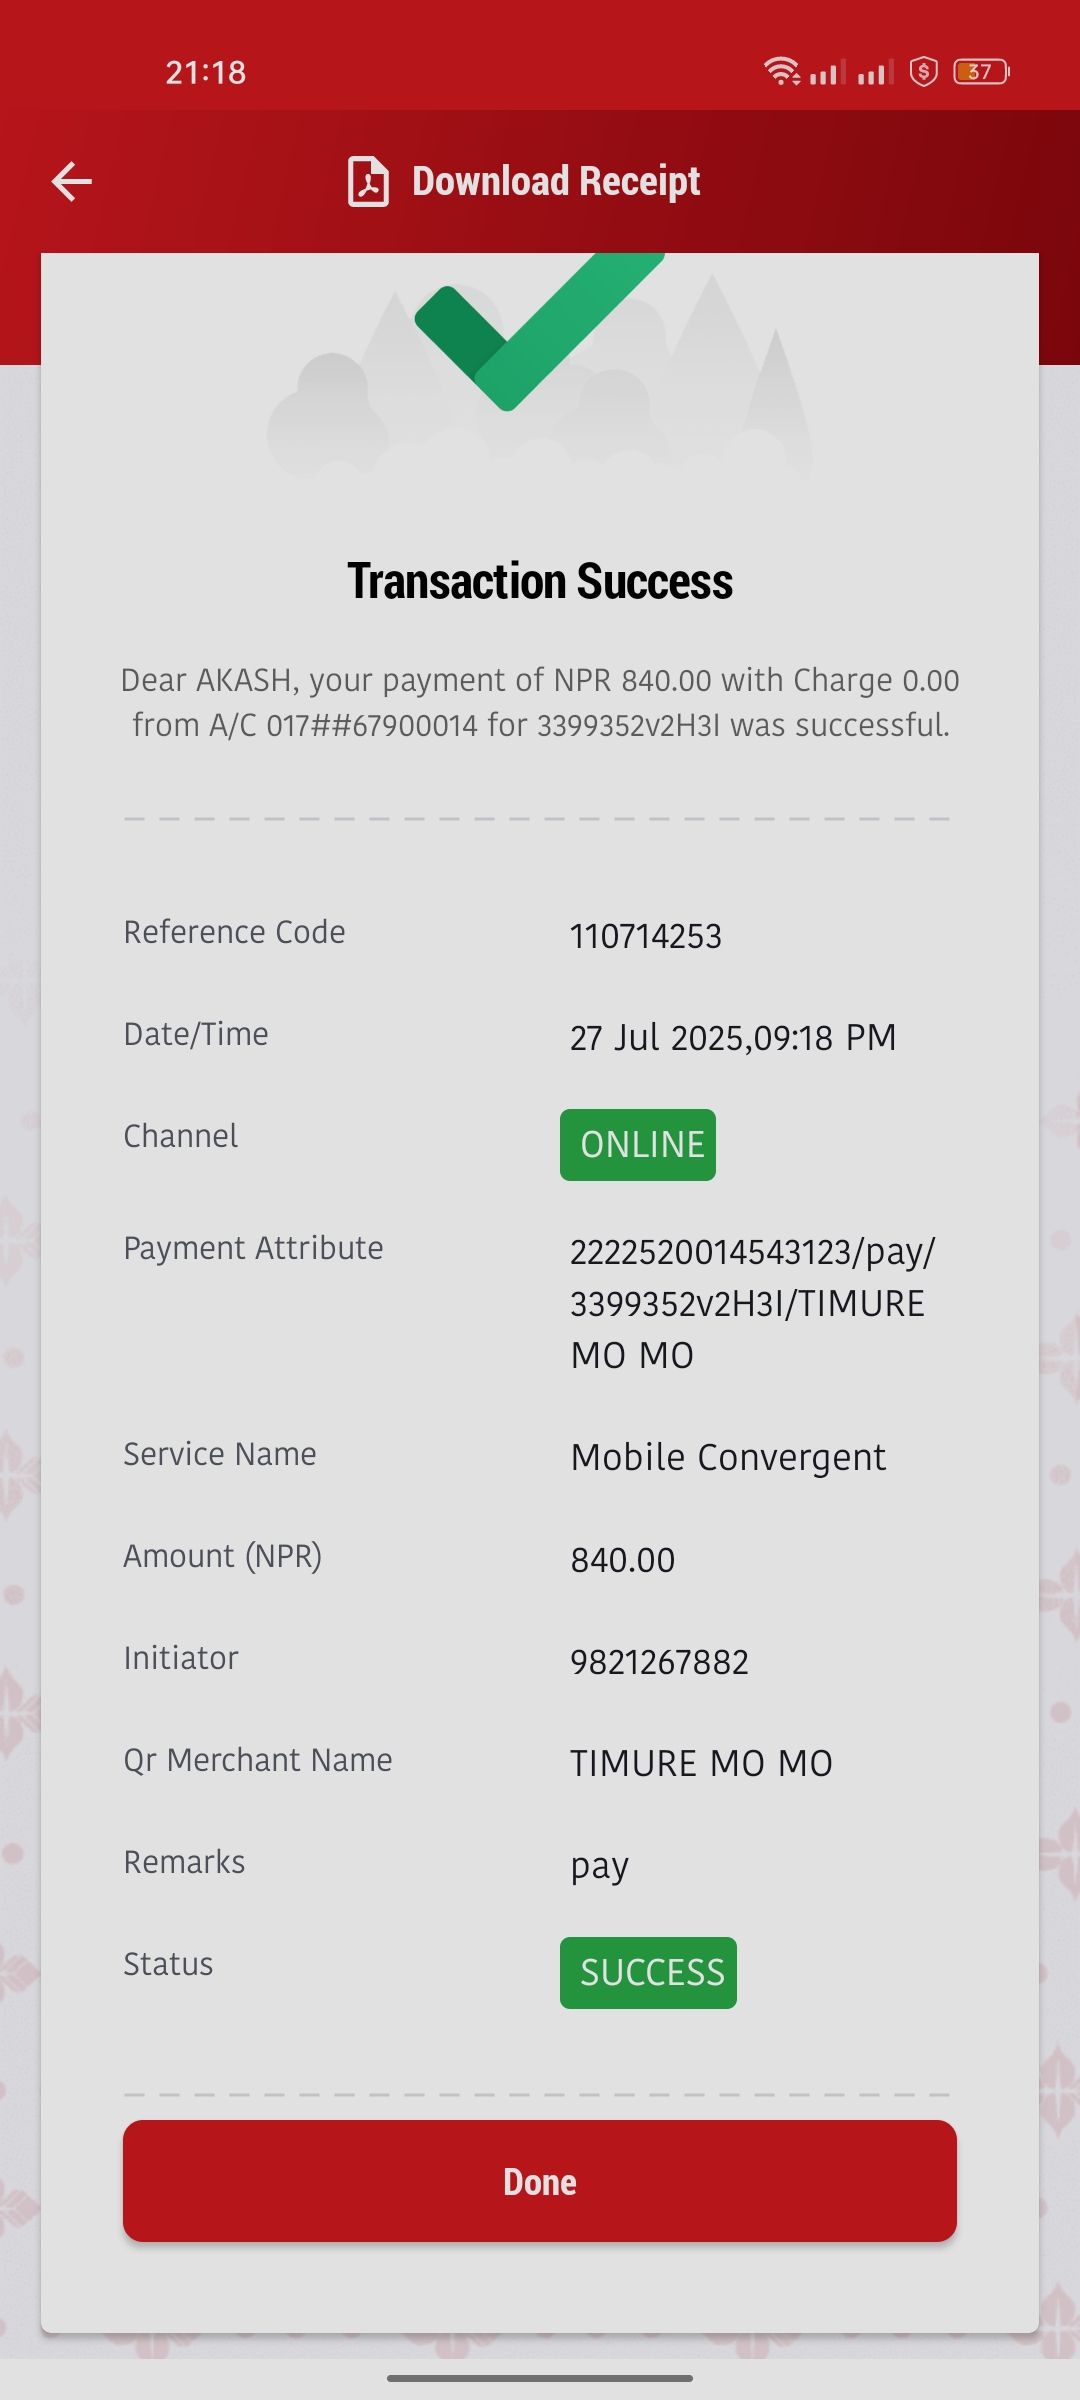 21:18
37
Download Receipt
Transaction Success
Dear AKASH, your payment of NPR 840.00 with Charge 0.00
from A/C 017##67900014 for 3399352v2H3I was successful.
Reference Code 110714253
Date/Time 27 Jul 2025,09:18 PM
Channel ONLINE
Payment Attribute 2222520014543123/pay/
3399352v2H3I/TIMURE
MO MO
Service Name Mobile Convergent
Amount (NPR) 840.00
Initiator 9821267882
Qr Merchant Name TIMURE MO MO
Remarks pay
Status SUCCESS
Done